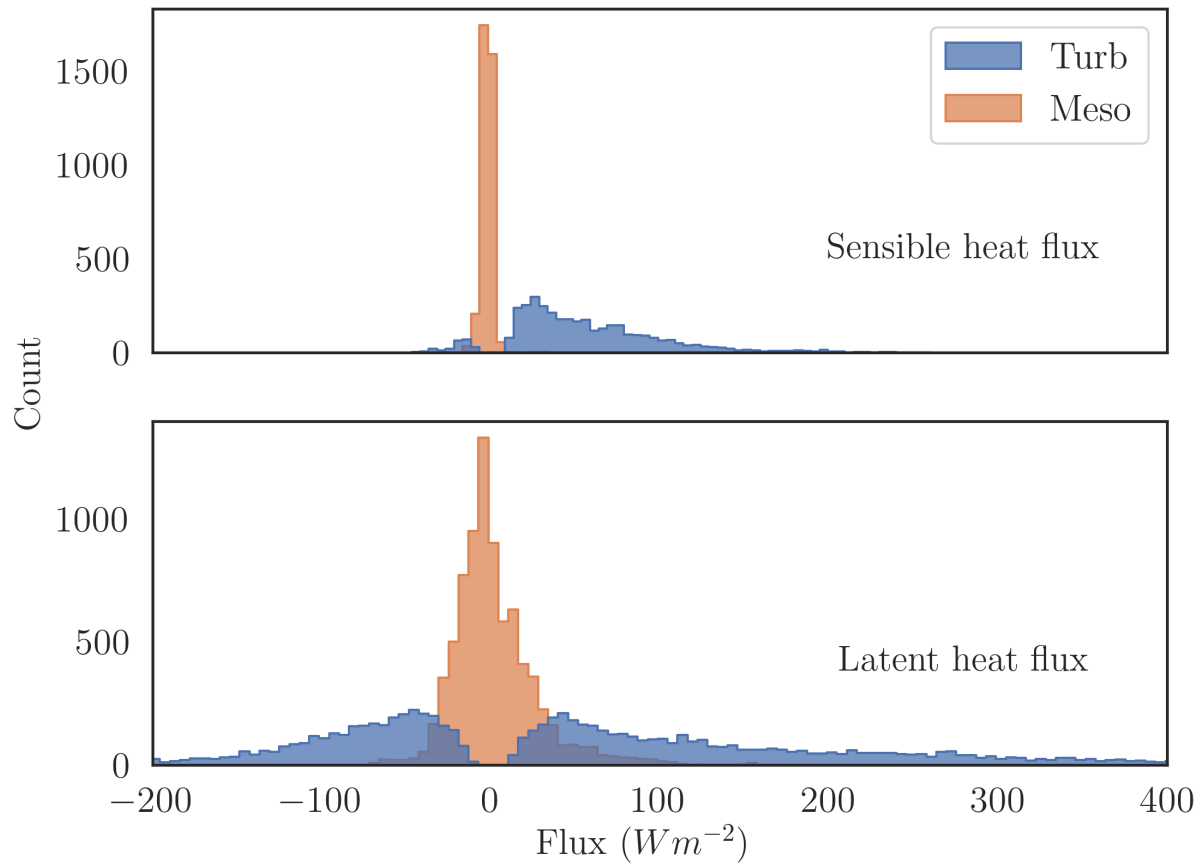 1500
1000
500
0
Turb
Meso
Sensible heat flux
Count
1000
500
0
Latent heat flux
−200 −100 0 100 200 300 400
Flux (Wm⁻²)